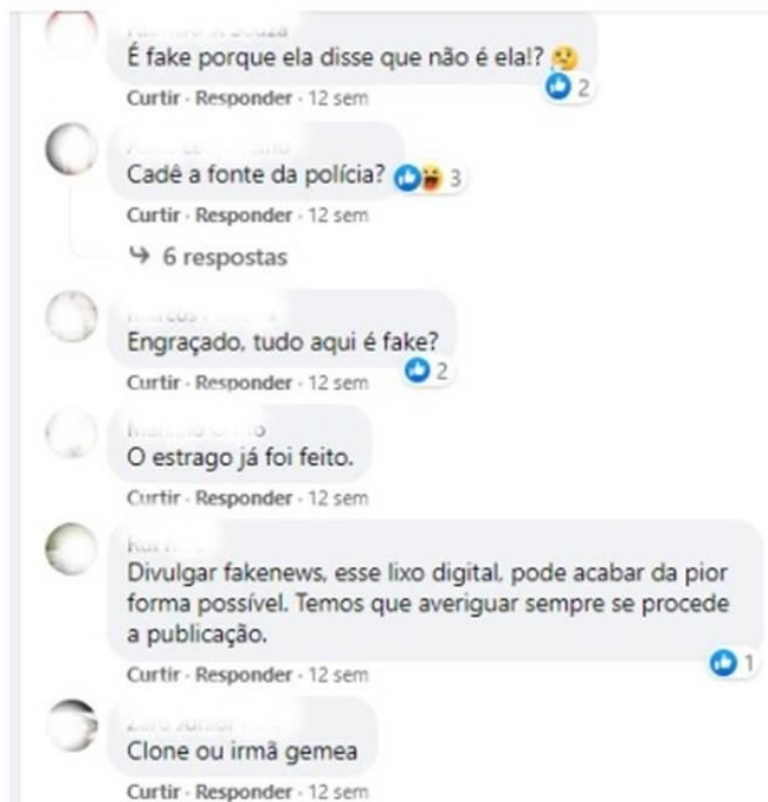 É fake porque ela disse que não é ela!?
2
Curtir · Responder · 12 sem
Cadê a fonte da polícia?
3
Curtir · Responder · 12 sem
6 respostas
Engraçado, tudo aqui é fake?
2
Curtir · Responder · 12 sem
O estrago já foi feito.
Curtir · Responder · 12 sem
Divulgar fakenews, esse lixo digital, pode acabar da pior
forma possível. Temos que averiguar sempre se procede
a publicação.
1
Curtir · Responder · 12 sem
Clone ou irmã gemea
Curtir · Responder · 12 sem